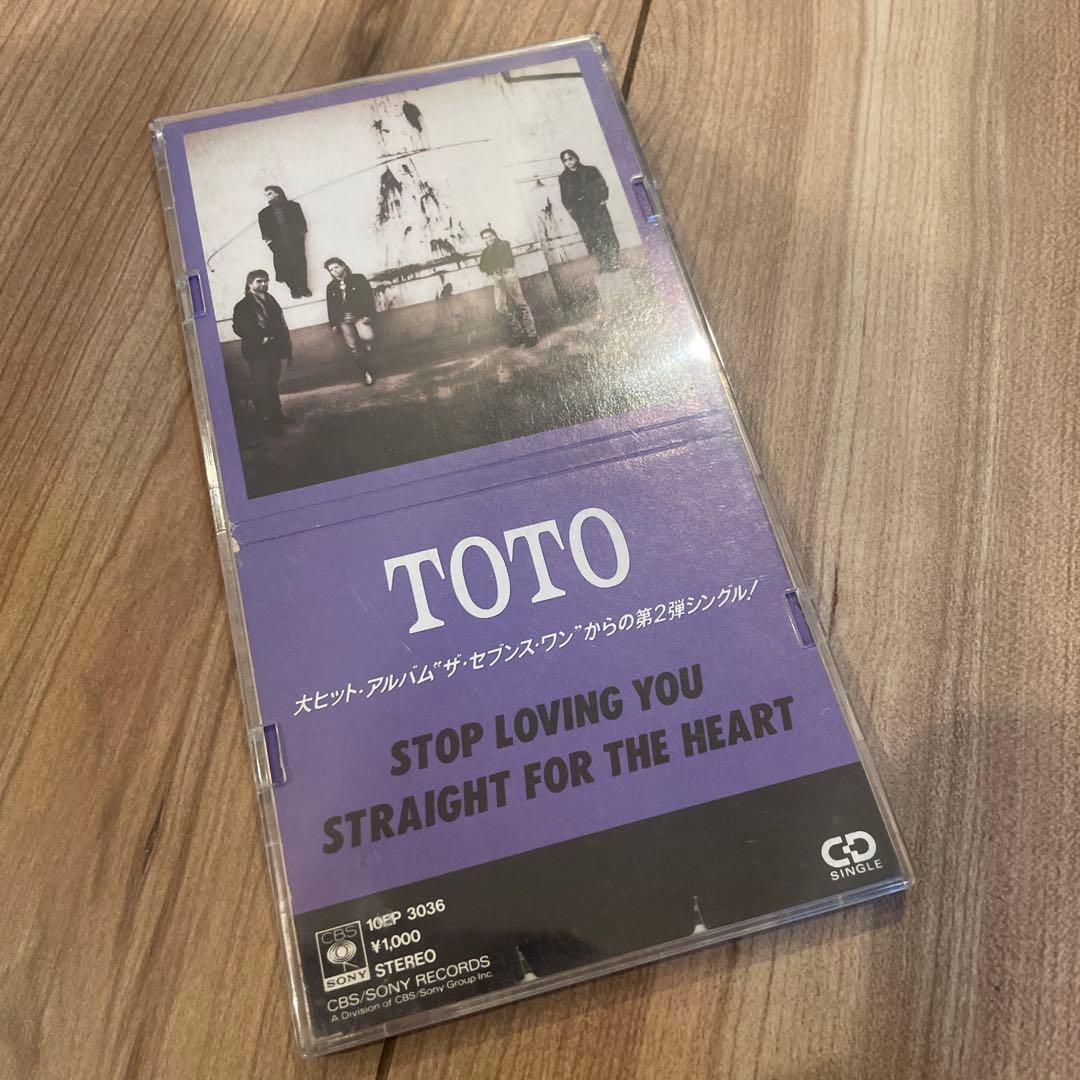 TOTO
大ヒット・アルバム“ザ・セブンス・ワン”からの第2弾シングル!
STOP LOVING YOU
STRAIGHT FOR THE HEART
CD
SINGLE
CBS
SONY
10EP 3036
¥1,000
STEREO
CBS/SONY RECORDS
A Division of CBS/Sony Group Inc.